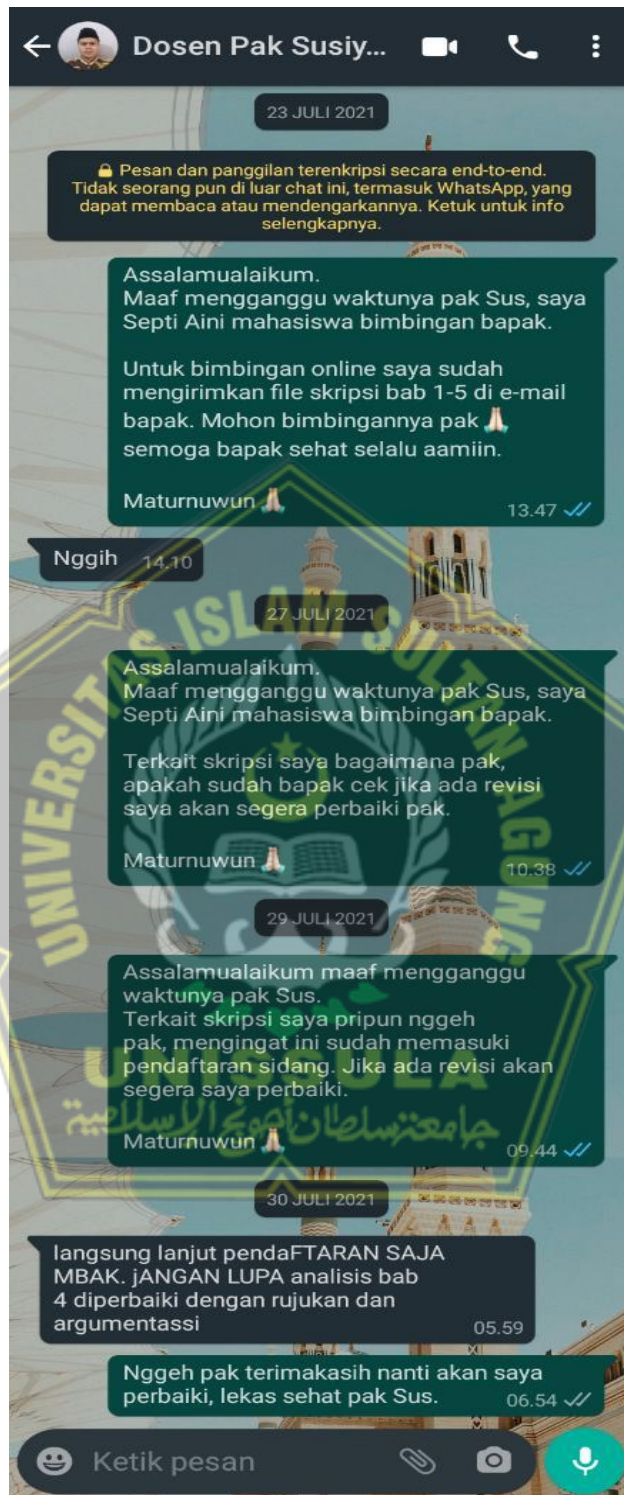 Dosen Pak Susiy...
23 JULI 2021
Pesan dan panggilan terenkripsi secara end-to-end.
Tidak seorang pun di luar chat ini, termasuk WhatsApp, yang
dapat membaca atau mendengarkannya. Ketuk untuk info
selengkapnya.
Assalamualaikum.
Maaf mengganggu waktunya pak Sus, saya
Septi Aini mahasiswa bimbingan bapak.
Untuk bimbingan online saya sudah
mengirimkan file skripsi bab 1-5 di e-mail
bapak. Mohon bimbingannya pak 🙏🏻
semoga bapak sehat selalu aamiin.
Maturnuwun 🙏🏻
13.47
Nggih 14.10
27 JULI 2021
Assalamualaikum.
Maaf mengganggu waktunya pak Sus, saya
Septi Aini mahasiswa bimbingan bapak.
Terkait skripsi saya bagaimana pak,
apakah sudah bapak cek jika ada revisi
saya akan segera perbaiki pak.
Maturnuwun 🙏🏻
10.38
29 JULI 2021
Assalamualaikum maaf mengganggu
waktunya pak Sus.
Terkait skripsi saya pripun nggeh
pak, mengingat ini sudah memasuki
pendaftaran sidang. Jika ada revisi akan
segera saya perbaiki.
Maturnuwun 🙏🏻
09.44
30 JULI 2021
langsung lanjut pendaFTARAN SAJA
MBAK. jANGAN LUPA analisis bab
4 diperbaiki dengan rujukan dan
argumentassi
05.59
Nggeh pak terimakasih nanti akan saya
perbaiki, lekas sehat pak Sus.
06.54
Ketik pesan
UNIVERSITAS ISLAM SULTAN AGUNG
UNISSULA
جامعة سلطان أجونج الإسلامية